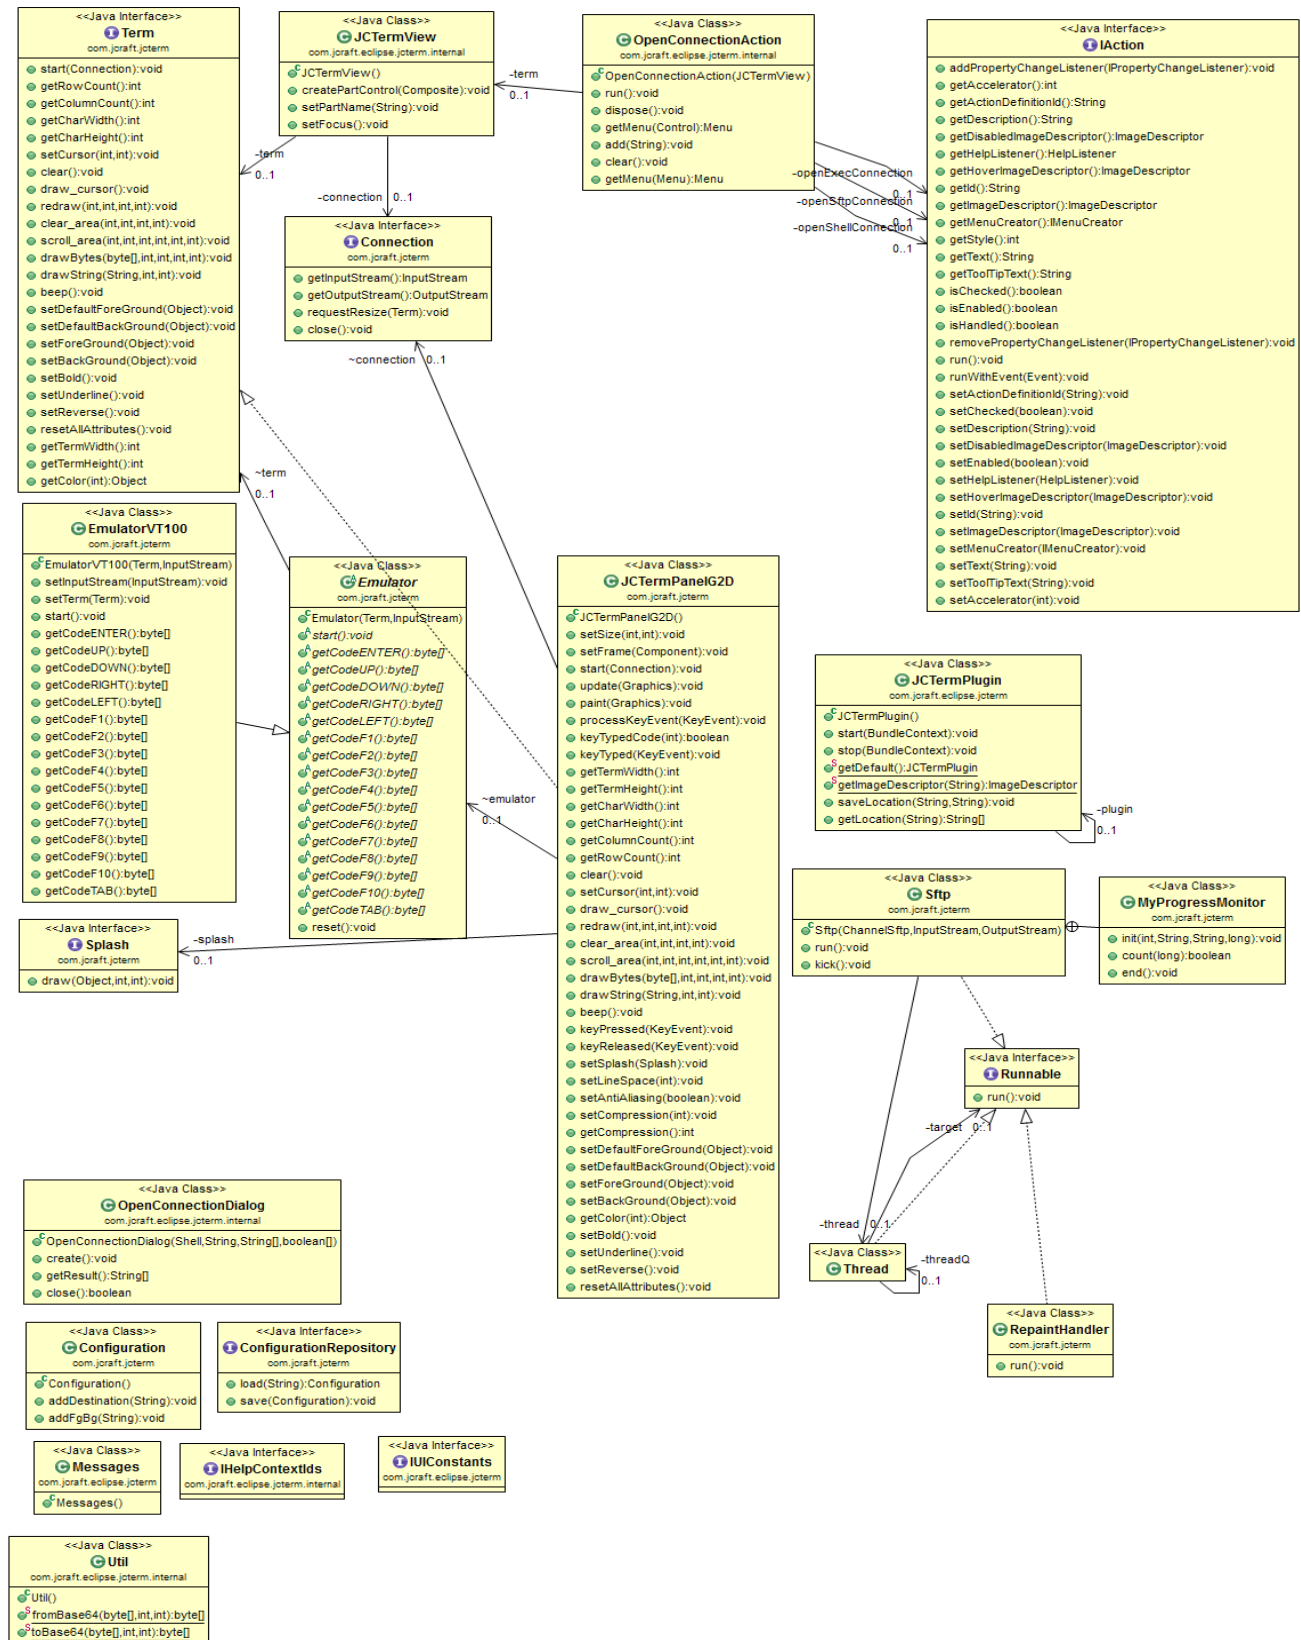 <<Java Interface>>
Term
com.jcraft.jcterm
start(Connection):void
getRowCount():int
getColumnCount():int
getCharWidth():int
getCharHeight():int
setCursor(int,int):void
clear():void
draw_cursor():void
redraw(int,int,int,int):void
clear_area(int,int,int,int):void
scroll_area(int,int,int,int,int,int):void
drawBytes(byte[],int,int,int,int):void
drawString(String,int,int):void
beep():void
setDefaultForeGround(Object):void
setDefaultBackGround(Object):void
setForeGround(Object):void
setBackGround(Object):void
setBold():void
setUnderline():void
setReverse():void
resetAllAttributes():void
getTermWidth():int
getTermHeight():int
getColor(int):Object
<<Java Class>>
JCTermView
com.jcraft.eclipse.jcterm.internal
JCTermView()
createPartControl(Composite):void
setPartName(String):void
setFocus():void
-term
0..1
-connection
0..1
-term
0..1
<<Java Class>>
OpenConnectionAction
com.jcraft.eclipse.jcterm.internal
OpenConnectionAction(JCTermView)
run():void
dispose():void
getMenu(Control):Menu
add(String):void
clear():void
getMenu(Menu):Menu
-openExecConnection
0..1
-openSftpConnection
0..1
-openShellConnection
0..1
<<Java Interface>>
IAction
addPropertyChangeListener(IPropertyChangeListener):void
getAccelerator():int
getActionDefinitionId():String
getDescription():String
getDisabledImageDescriptor():ImageDescriptor
getHelpListener():HelpListener
getHoverImageDescriptor():ImageDescriptor
getId():String
getImageDescriptor():ImageDescriptor
getMenuCreator():IMenuCreator
getStyle():int
getText():String
getToolTipText():String
isChecked():boolean
isEnabled():boolean
isHandled():boolean
removePropertyChangeListener(IPropertyChangeListener):void
run():void
runWithEvent(Event):void
setActionDefinitionId(String):void
setChecked(boolean):void
setDescription(String):void
setDisabledImageDescriptor(ImageDescriptor):void
setEnabled(boolean):void
setHelpListener(HelpListener):void
setHoverImageDescriptor(ImageDescriptor):void
setId(String):void
setImageDescriptor(ImageDescriptor):void
setMenuCreator(IMenuCreator):void
setText(String):void
setToolTipText(String):void
setAccelerator(int):void
<<Java Interface>>
Connection
com.jcraft.jcterm
getInputStream():InputStream
getOutputStream():OutputStream
requestResize(Term):void
close():void
~connection
0..1
~term
0..1
<<Java Class>>
EmulatorVT100
com.jcraft.jcterm
EmulatorVT100(Term,InputStream)
setInputStream(InputStream):void
setTerm(Term):void
start():void
getCodeENTER():byte[]
getCodeUP():byte[]
getCodeDOWN():byte[]
getCodeRIGHT():byte[]
getCodeLEFT():byte[]
getCodeF1():byte[]
getCodeF2():byte[]
getCodeF3():byte[]
getCodeF4():byte[]
getCodeF5():byte[]
getCodeF6():byte[]
getCodeF7():byte[]
getCodeF8():byte[]
getCodeF9():byte[]
getCodeF10():byte[]
getCodeTAB():byte[]
<<Java Class>>
Emulator
com.jcraft.jcterm
Emulator(Term,InputStream)
start():void
getCodeENTER():byte[]
getCodeUP():byte[]
getCodeDOWN():byte[]
getCodeRIGHT():byte[]
getCodeLEFT():byte[]
getCodeF1():byte[]
getCodeF2():byte[]
getCodeF3():byte[]
getCodeF4():byte[]
getCodeF5():byte[]
getCodeF6():byte[]
getCodeF7():byte[]
getCodeF8():byte[]
getCodeF9():byte[]
getCodeF10():byte[]
getCodeTAB():byte[]
reset():void
~emulator
0..1
<<Java Class>>
JCTermPanelG2D
com.jcraft.jcterm
JCTermPanelG2D()
setSize(int,int):void
setFrame(Component):void
start(Connection):void
update(Graphics):void
paint(Graphics):void
processKeyEvent(KeyEvent):void
keyTypedCode(int):boolean
keyTyped(KeyEvent):void
getTermWidth():int
getTermHeight():int
getCharWidth():int
getCharHeight():int
getColumnCount():int
getRowCount():int
clear():void
setCursor(int,int):void
draw_cursor():void
redraw(int,int,int,int):void
clear_area(int,int,int,int):void
scroll_area(int,int,int,int,int,int):void
drawBytes(byte[],int,int,int,int):void
drawString(String,int,int):void
beep():void
keyPressed(KeyEvent):void
keyReleased(KeyEvent):void
setSplash(Splash):void
setLineSpace(int):void
setAntiAliasing(boolean):void
setCompression(int):void
getCompression():int
setDefaultForeGround(Object):void
setDefaultBackGround(Object):void
setForeGround(Object):void
setBackGround(Object):void
getColor(int):Object
setBold():void
setUnderline():void
setReverse():void
resetAllAttributes():void
<<Java Class>>
JCTermPlugin
com.jcraft.eclipse.jcterm
JCTermPlugin()
start(BundleContext):void
stop(BundleContext):void
getDefault():JCTermPlugin
getImageDescriptor(String):ImageDescriptor
saveLocation(String,String):void
getLocation(String):String[]
-plugin
0..1
<<Java Interface>>
Splash
com.jcraft.jcterm
draw(Object,int,int):void
-splash
0..1
<<Java Class>>
Sftp
com.jcraft.jcterm
Sftp(ChannelSftp,InputStream,OutputStream)
run():void
kick():void
<<Java Class>>
MyProgressMonitor
com.jcraft.jcterm
init(int,String,String,long):void
count(long):boolean
end():void
<<Java Interface>>
Runnable
run():void
-target
0..1
-thread
0..1
<<Java Class>>
Thread
-threadQ
0..1
<<Java Class>>
RepaintHandler
com.jcraft.jcterm
run():void
<<Java Class>>
OpenConnectionDialog
com.jcraft.eclipse.jcterm.internal
OpenConnectionDialog(Shell,String,String[],boolean[])
create():void
getResult():String[]
close():boolean
<<Java Class>>
Configuration
com.jcraft.jcterm
Configuration()
addDestination(String):void
addFgBg(String):void
<<Java Interface>>
ConfigurationRepository
com.jcraft.jcterm
load(String):Configuration
save(Configuration):void
<<Java Class>>
Messages
com.jcraft.eclipse.jcterm
Messages()
<<Java Interface>>
IHelpContextIds
com.jcraft.eclipse.jcterm.internal
<<Java Interface>>
IUIConstants
com.jcraft.eclipse.jcterm
<<Java Class>>
Util
com.jcraft.eclipse.jcterm.internal
Util()
fromBase64(byte[],int,int):byte[]
toBase64(byte[],int,int):byte[]